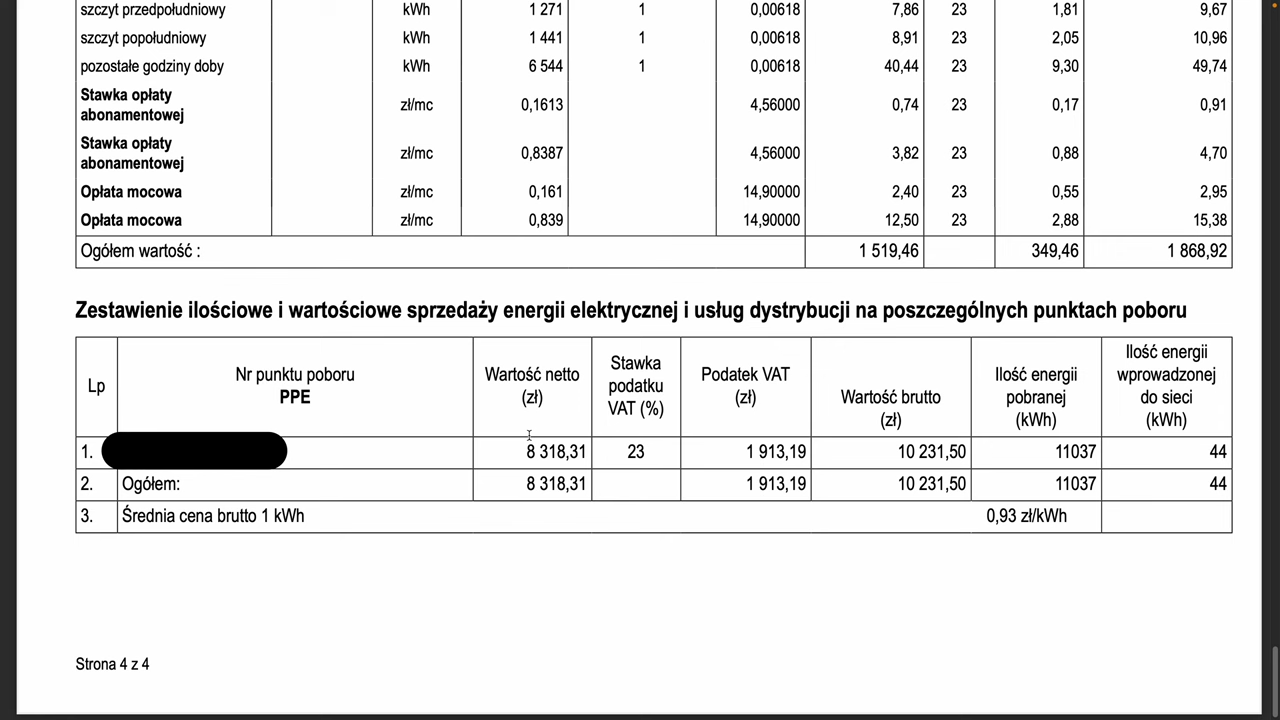 szczyt przedpołudniowy kWh 1 271 1 0,00618 7,86 23 1,81 9,67
szczyt popołudniowy kWh 1 441 1 0,00618 8,91 23 2,05 10,96
pozostałe godziny doby kWh 6 544 1 0,00618 40,44 23 9,30 49,74
Stawka opłaty
abonamentowej zł/mc 0,1613 4,56000 0,74 23 0,17 0,91
Stawka opłaty
abonamentowej zł/mc 0,8387 4,56000 3,82 23 0,88 4,70
Opłata mocowa zł/mc 0,161 14,90000 2,40 23 0,55 2,95
Opłata mocowa zł/mc 0,839 14,90000 12,50 23 2,88 15,38
Ogółem wartość : 1 519,46 349,46 1 868,92
Zestawienie ilościowe i wartościowe sprzedaży energii elektrycznej i usług dystrybucji na poszczególnych punktach poboru
Lp
Nr punktu poboru
PPE
Wartość netto
(zł)
Stawka
podatku
VAT (%)
Podatek VAT
(zł)
Wartość brutto
(zł)
Ilość energii
pobranej
(kWh)
Ilość energii
wprowadzonej
do sieci
(kWh)
1. 8 318,31 23 1 913,19 10 231,50 11037 44
2. Ogółem: 8 318,31 1 913,19 10 231,50 11037 44
3. Średnia cena brutto 1 kWh 0,93 zł/kWh
Strona 4 z 4